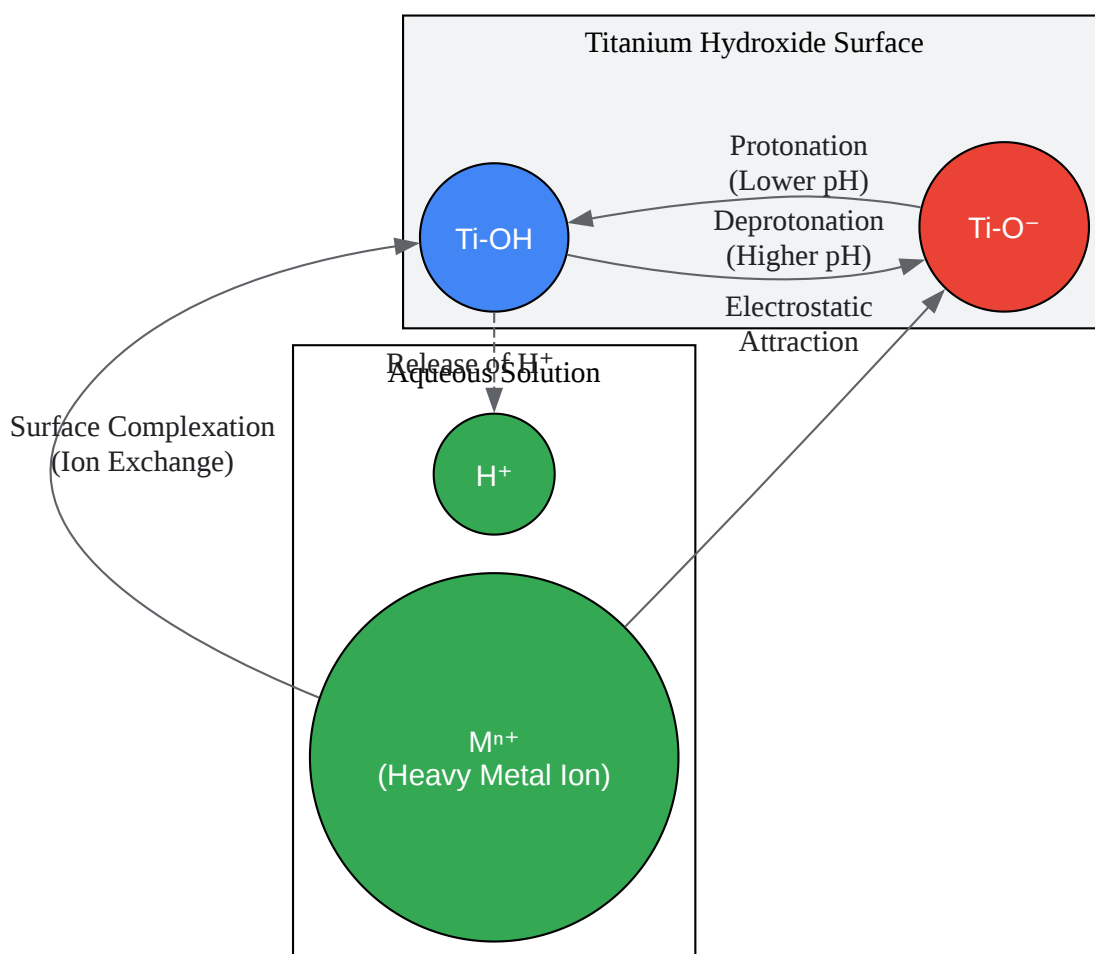 Titanium Hydroxide Surface
Protonation
(Lower pH)
Ti-OH
Ti-O⁻
Deprotonation
(Higher pH)
Electrostatic
Attraction
Release of H⁺
Aqueous Solution
Surface Complexation
(Ion Exchange)
H⁺
Mⁿ⁺
(Heavy Metal Ion)